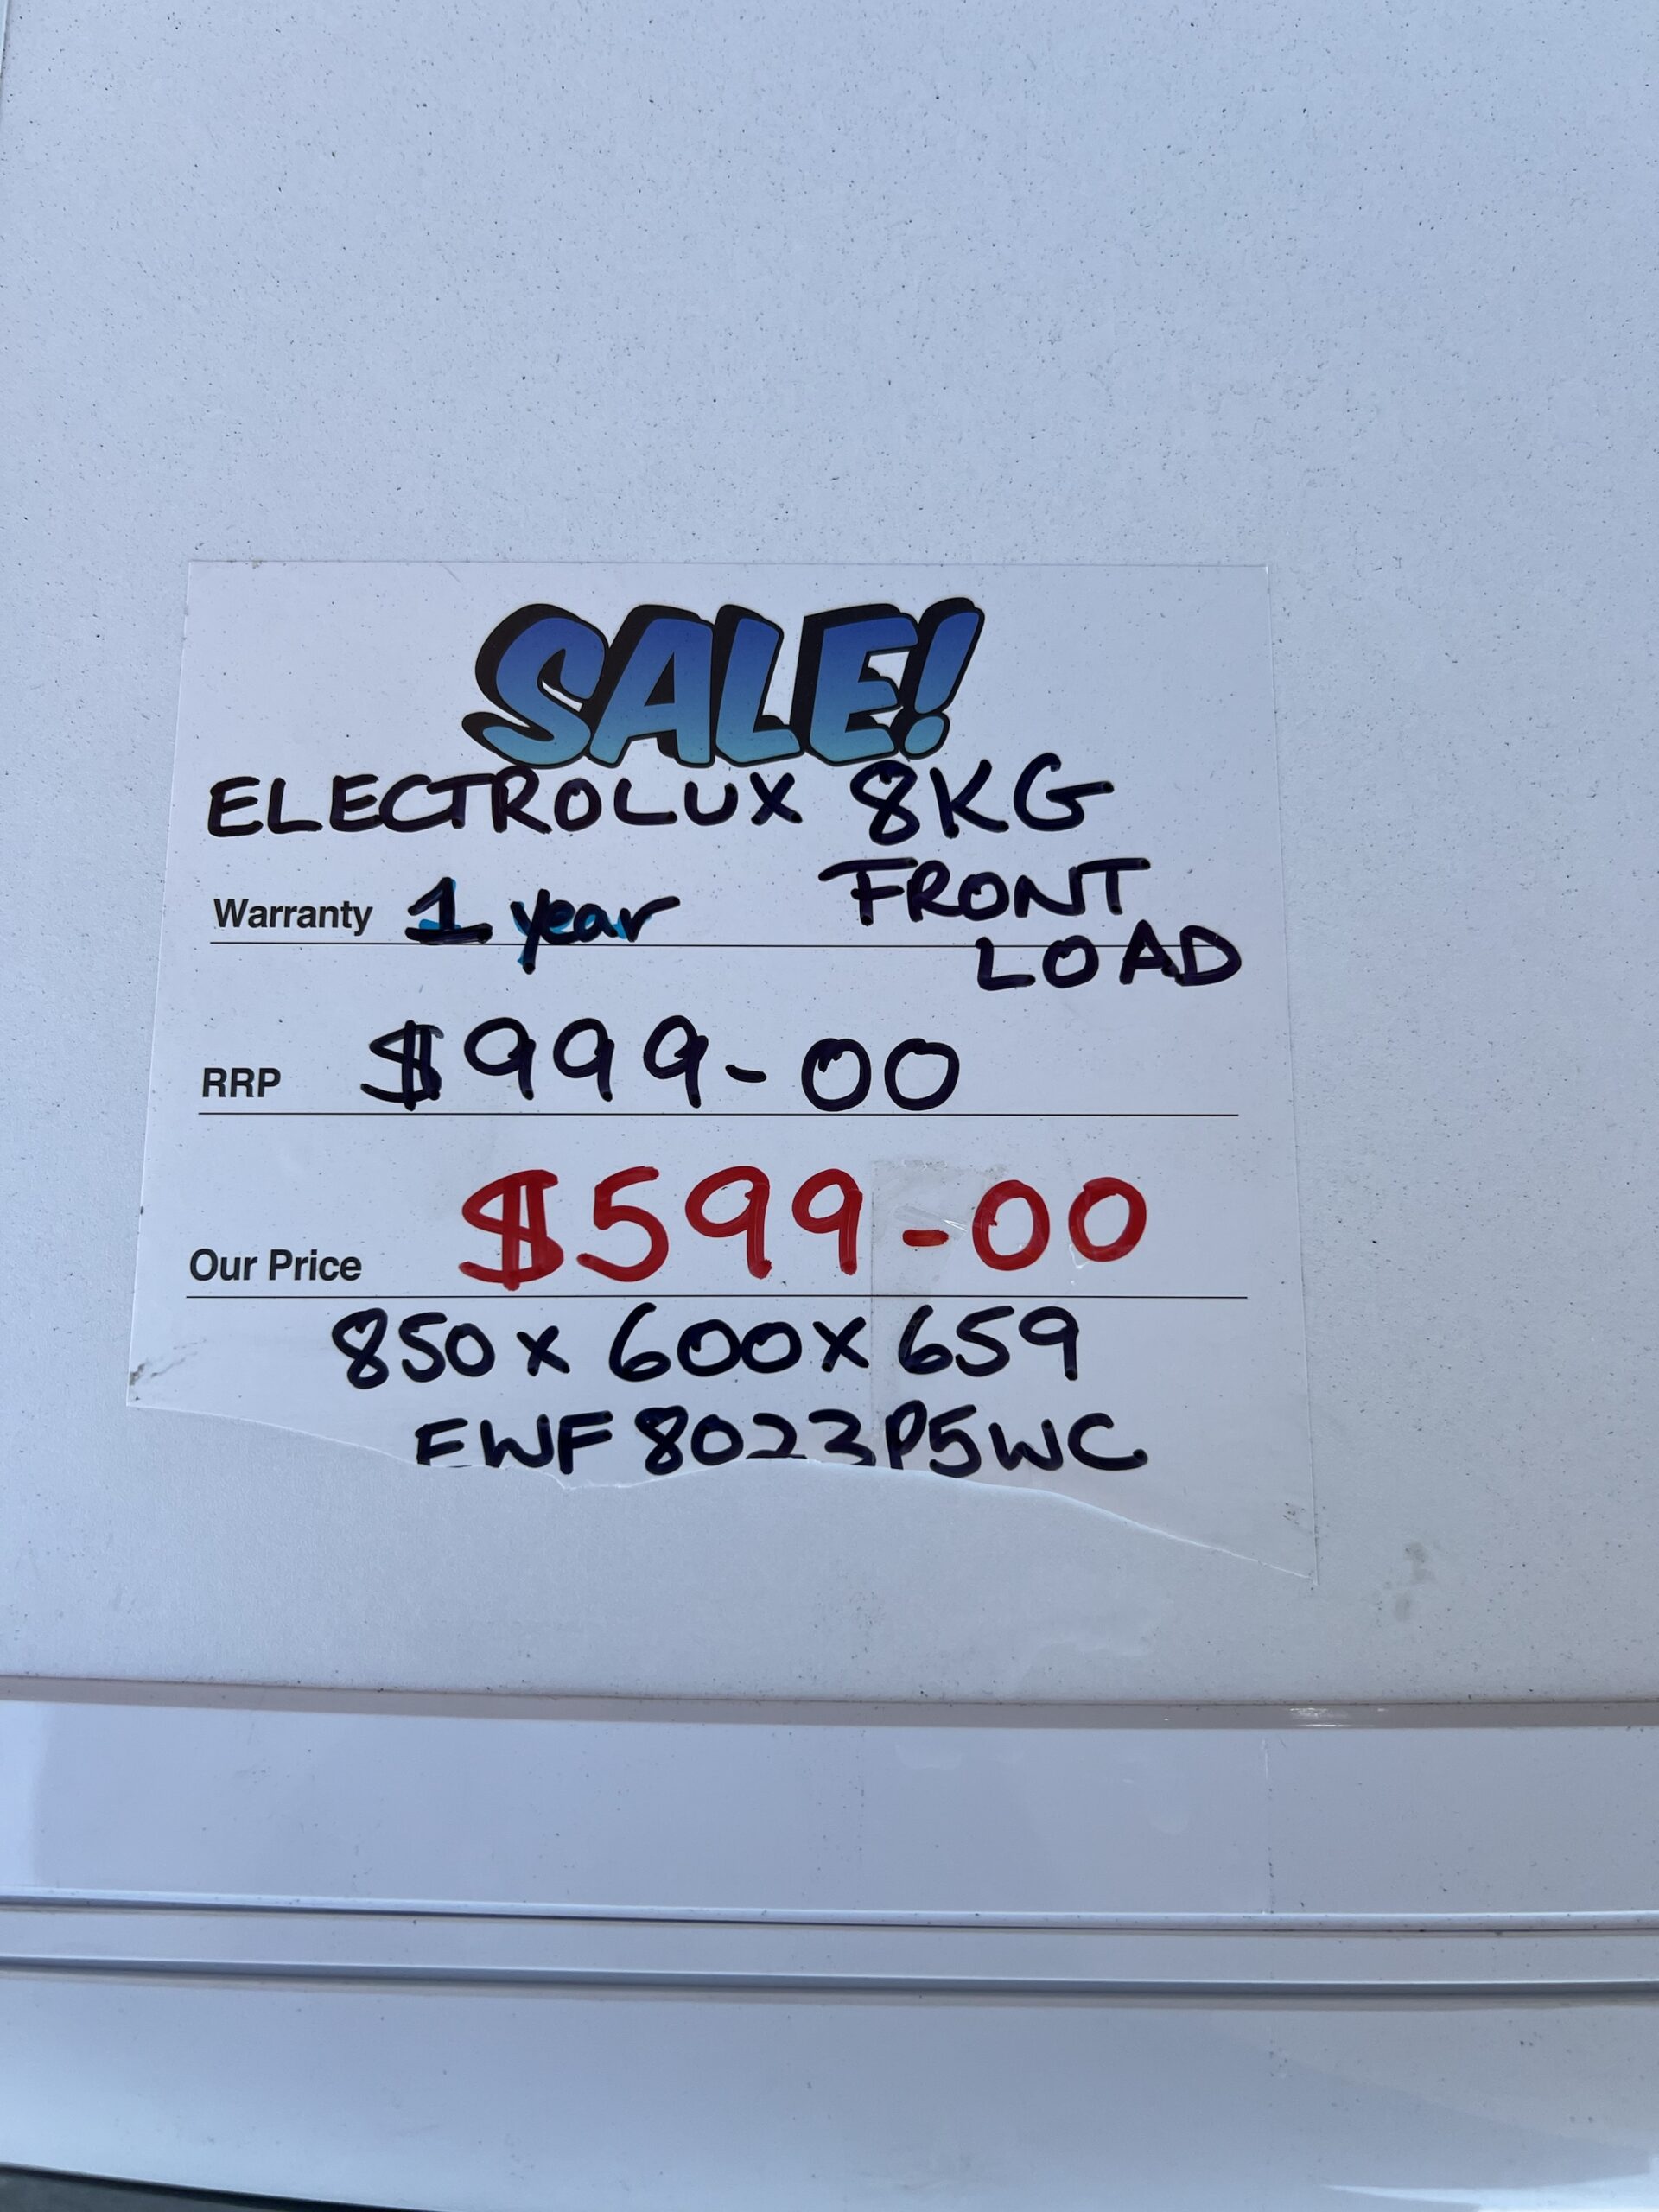 SALE!
ELECTROLUX 8KG
FRONT
Warranty 1 year
LOAD
RRP $999-00
Our Price $599-00
850 x 600 x 659
EWF8023P5WC